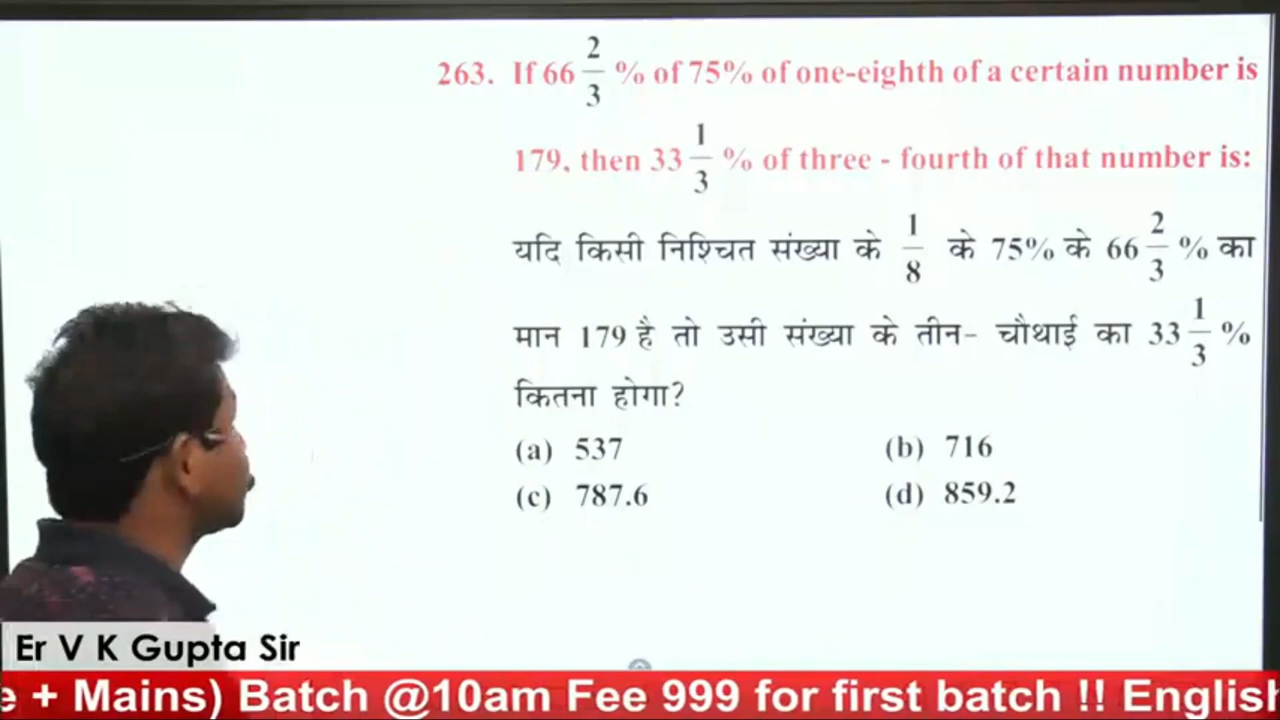 263. If 66 2/3 % of 75% of one-eighth of a certain number is
179, then 33 1/3 % of three - fourth of that number is:
यदि किसी निश्चित संख्या के 1/8 के 75% के 66 2/3 % का
मान 179 है तो उसी संख्या के तीन- चौथाई का 33 1/3 %
कितना होगा?
(a) 537 (b) 716
(c) 787.6 (d) 859.2
Er V K Gupta Sir
e + Mains) Batch @10am Fee 999 for first batch !! English